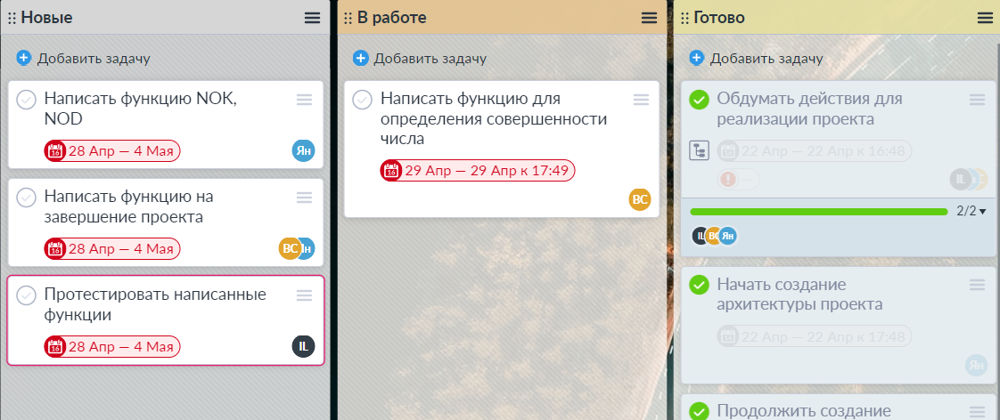 Новые
Добавить задачу
Написать функцию NOK,
NOD
28 Апр — 4 Мая
Ян
Написать функцию на
завершение проекта
28 Апр — 4 Мая
ВС
Протестировать написанные
функции
28 Апр — 4 Мая
IL
В работе
Добавить задачу
Написать функцию для
определения совершенности
числа
29 Апр — 29 Апр к 17:49
ВС
Готово
Добавить задачу
Обдумать действия для
реализации проекта
22 Апр — 22 Апр к 16:48
IL
2/2
IL ВС Ян
Начать создание
архитектуры проекта
22 Апр — 22 Апр к 17:48
Ян
Продолжить создание